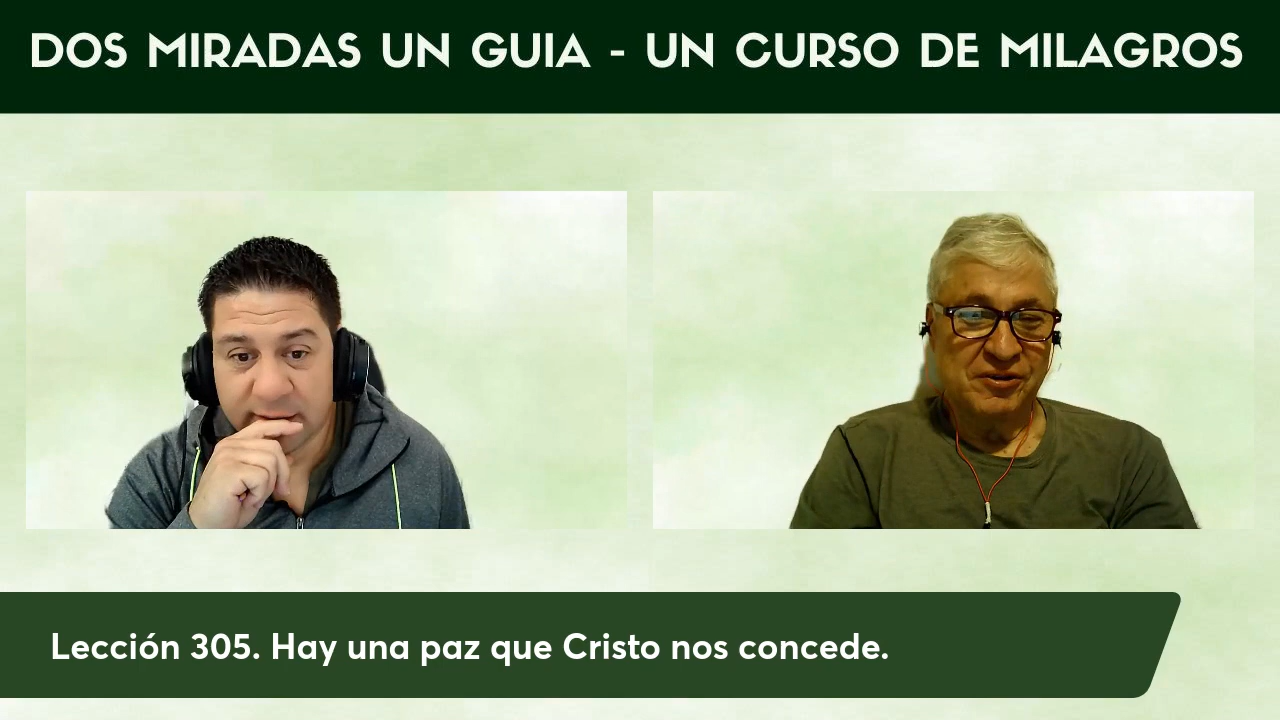 DOS MIRADAS UN GUIA - UN CURSO DE MILAGROS
Lección 305. Hay una paz que Cristo nos concede.